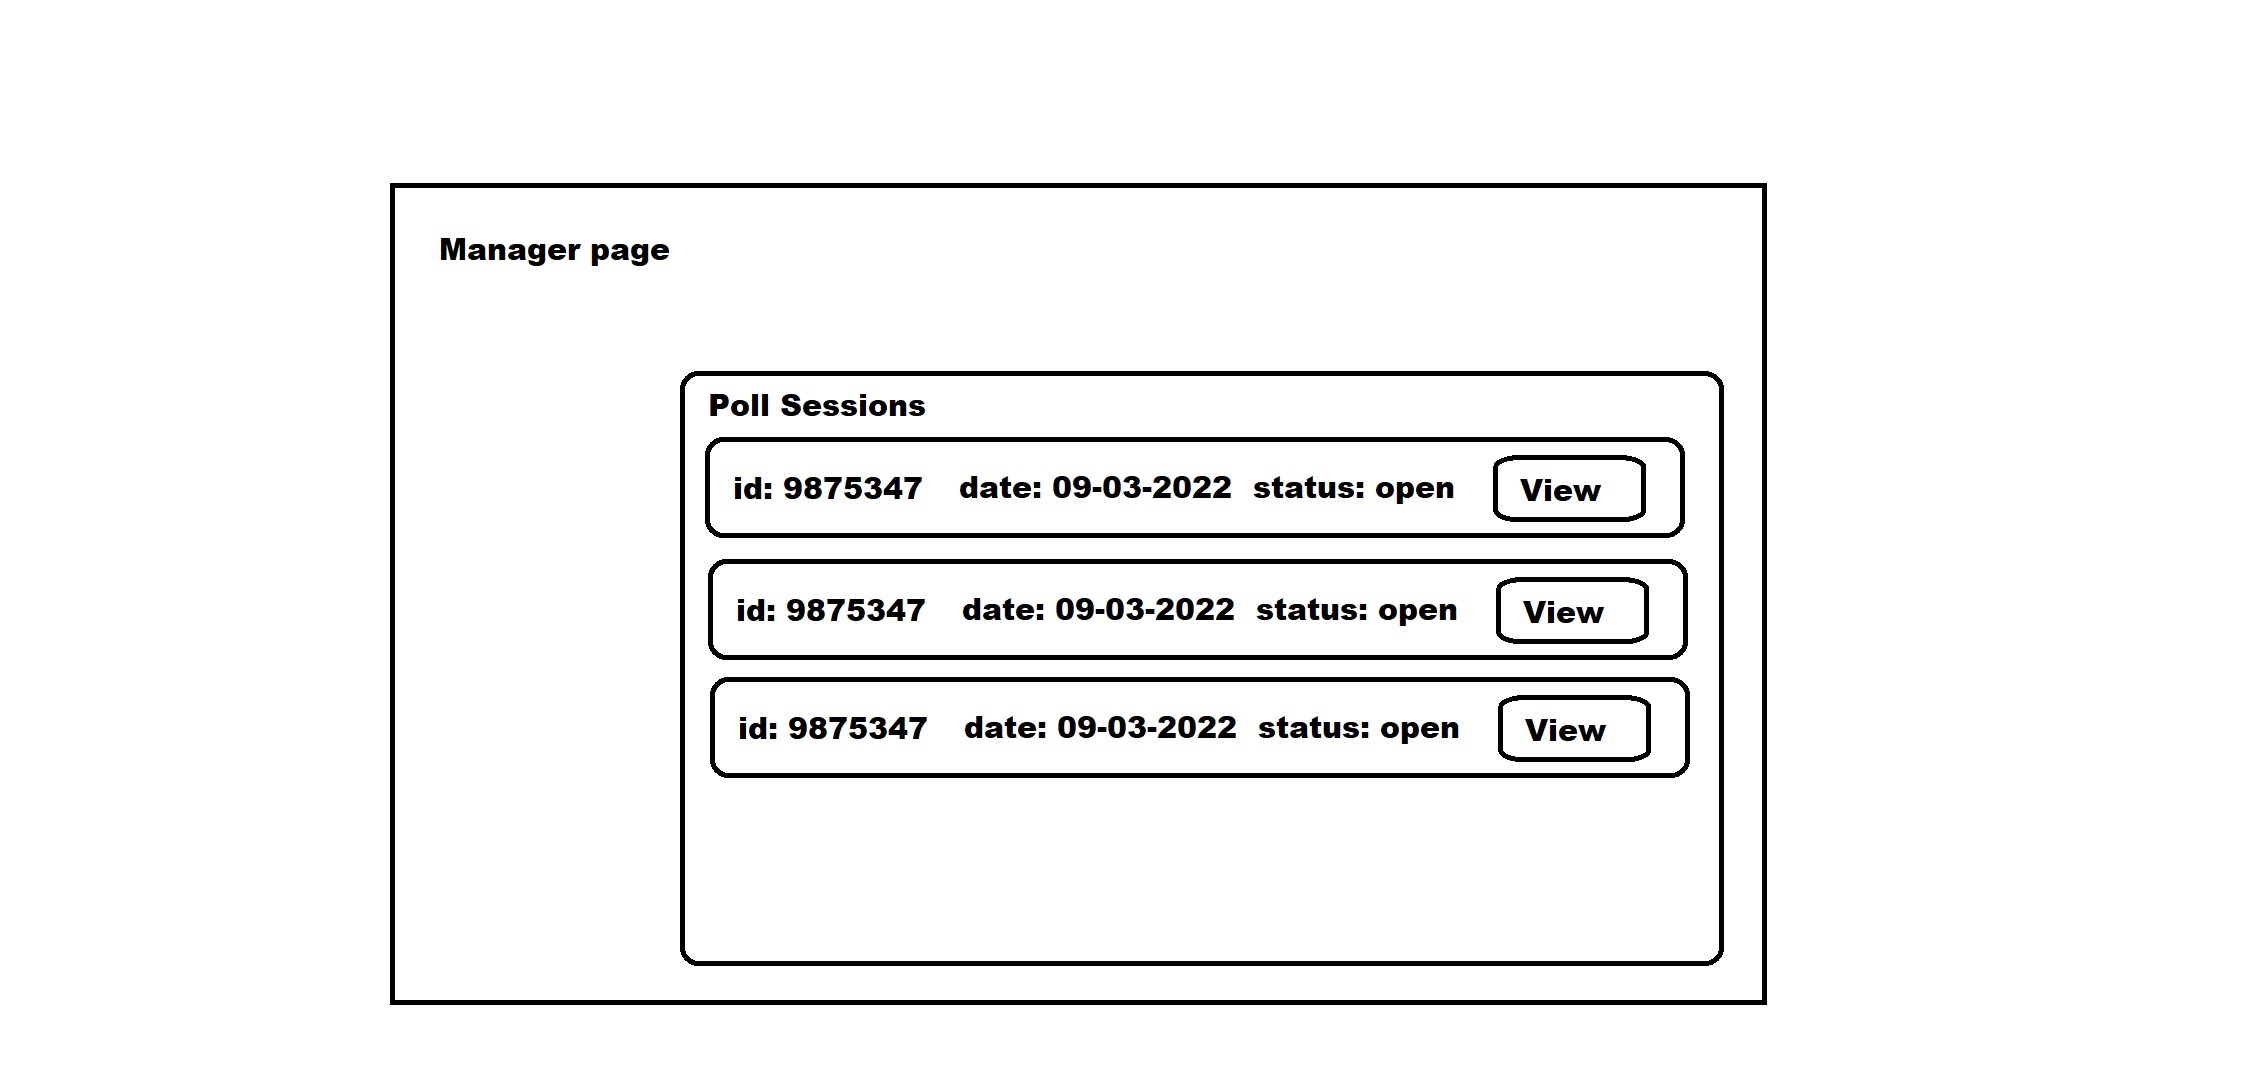 Manager page
Poll Sessions
id: 9875347 date: 09-03-2022 status: open View
id: 9875347 date: 09-03-2022 status: open View
id: 9875347 date: 09-03-2022 status: open View